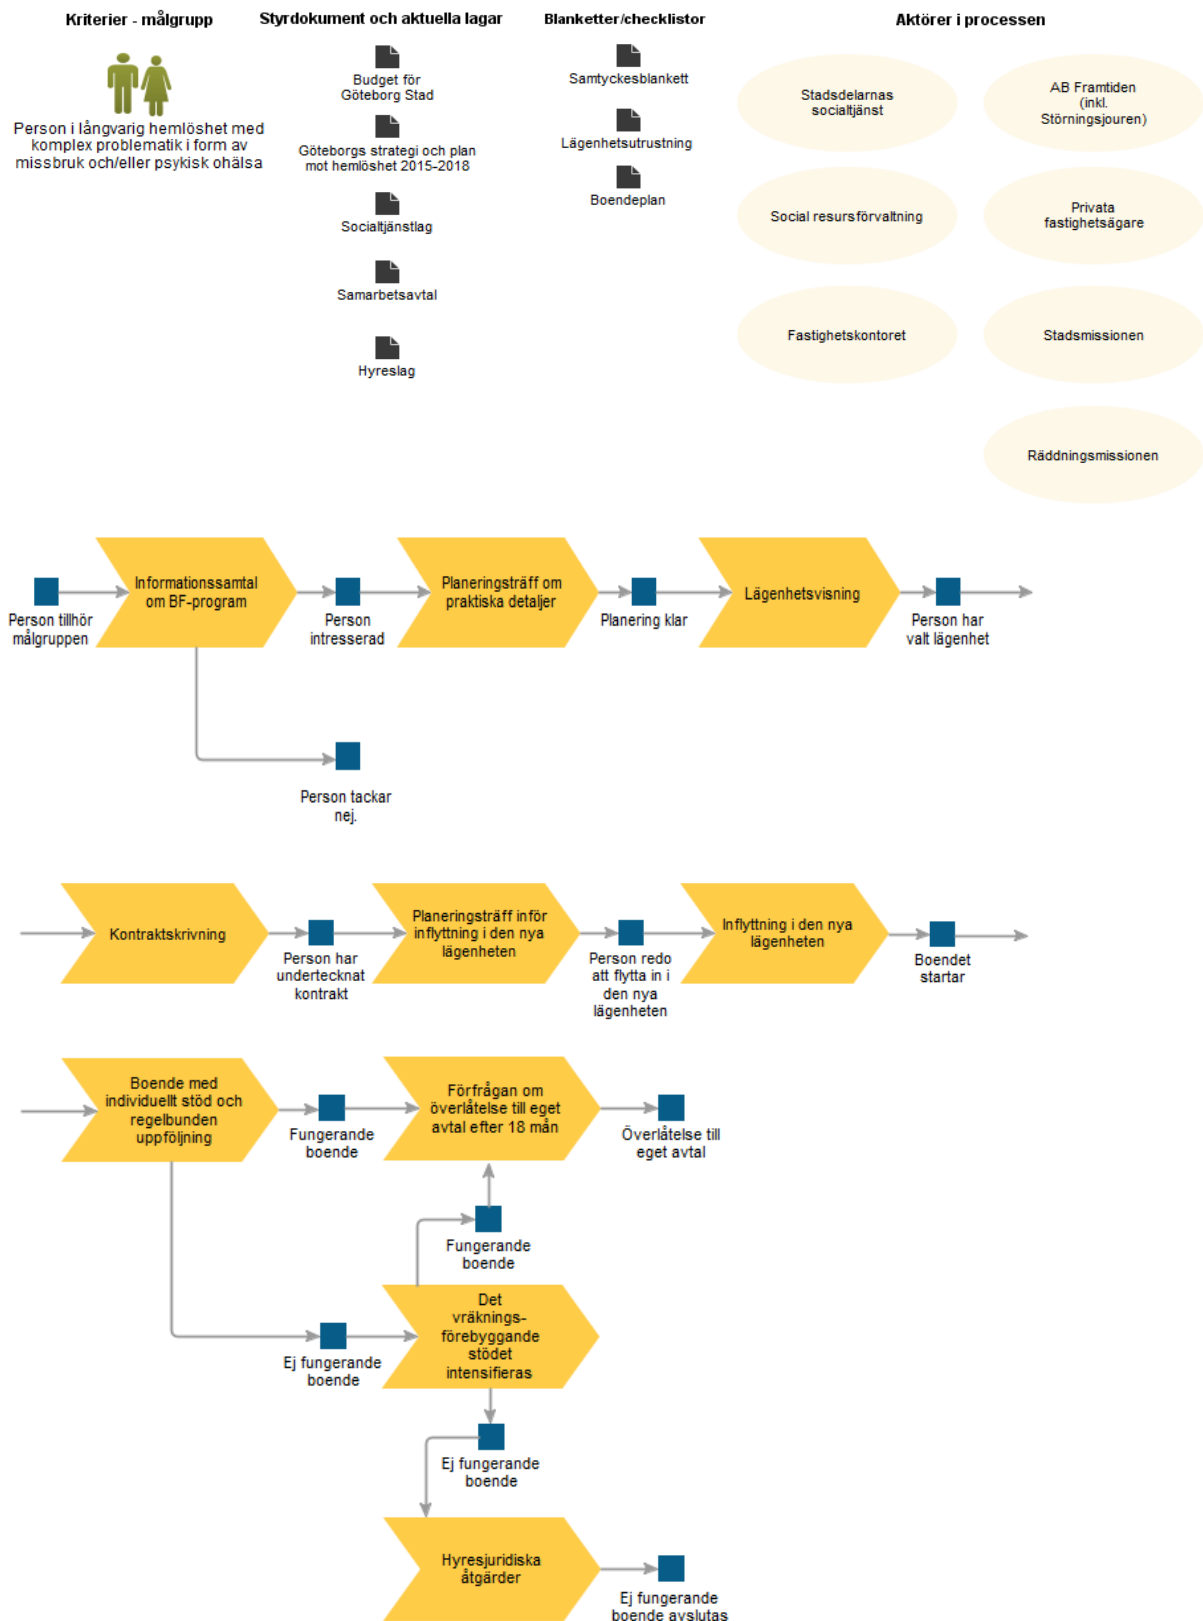 Kriterier - målgrupp
Person i långvarig hemlöshet med
komplex problematik i form av
missbruk och/eller psykisk ohälsa
Styrdokument och aktuella lagar
Budget för
Göteborg Stad
Göteborgs strategi och plan
mot hemlöshet 2015-2018
Socialtjänstlag
Samarbetsavtal
Hyreslag
Blanketter/checklistor
Samtyckesblankett
Lägenhetsutrustning
Boendeplan
Aktörer i processen
Stadsdelarnas
socialtjänst
AB Framtiden
(inkl.
Störningsjouren)
Social resursförvaltning
Privata
fastighetsägare
Fastighetskontoret
Stadsmissionen
Räddningsmissionen
Person tillhör
målgruppen
Informationssamtal
om BF-program
Person
intresserad
Planeringsträff om
praktiska detaljer
Planering klar
Lägenhetsvisning
Person har
valt lägenhet
Person tackar
nej.
Kontraktskrivning
Person har
undertecknat
kontrakt
Planeringsträff inför
inflyttning i den nya
lägenheten
Person redo
att flytta in i
den nya
lägenheten
Inflyttning i den nya
lägenheten
Boendet
startar
Boende med
individuellt stöd och
regelbunden
uppföljning
Fungerande
boende
Förfrågan om
överlåtelse till eget
avtal efter 18 mån
Överlåtelse till
eget avtal
Fungerande
boende
Ej fungerande
boende
Det
vräknings-
förebyggande
stödet
intensifieras
Ej fungerande
boende
Hyresjuridiska
åtgärder
Ej fungerande
boende avslutas